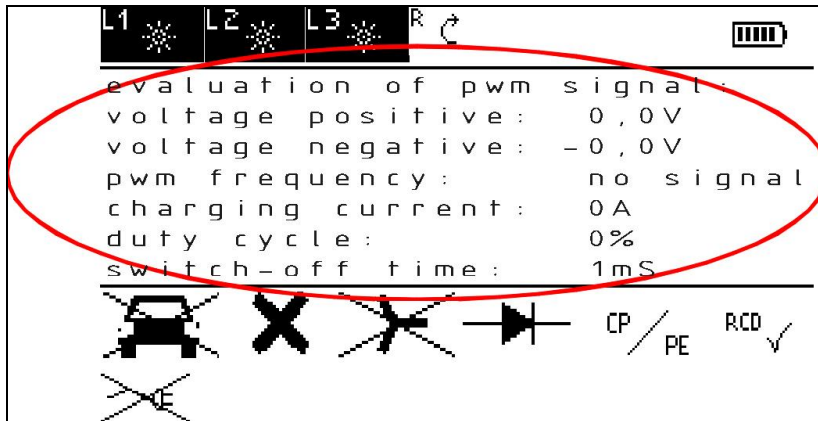 L1 L2 L3 R
evaluation of pwm signal:
voltage positive: 0,0V
voltage negative: -0,0V
pwm frequency: no signal
charging current: 0A
duty cycle: 0%
switch-off time: 1mS
CP/PE RCD